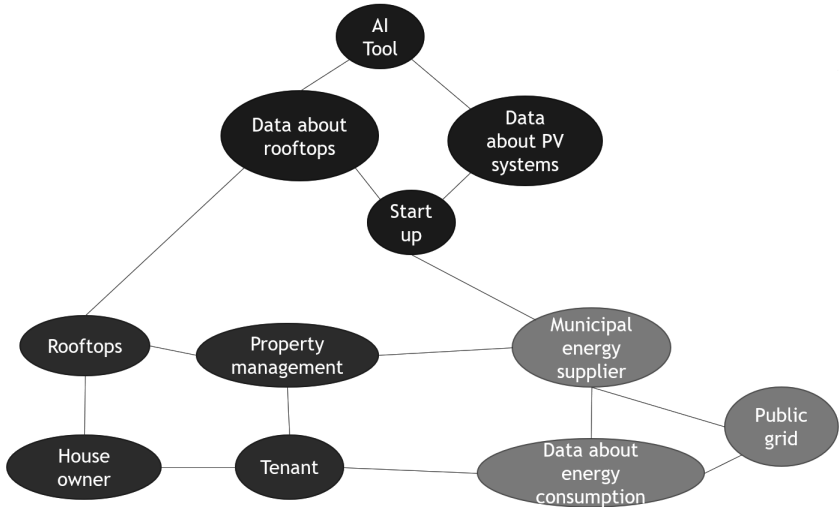 AI
Tool
Data about
rooftops
Data
about PV
systems
Start
up
Rooftops
Property
management
Municipal
energy
supplier
Public
grid
House
owner
Tenant
Data about
energy
consumption